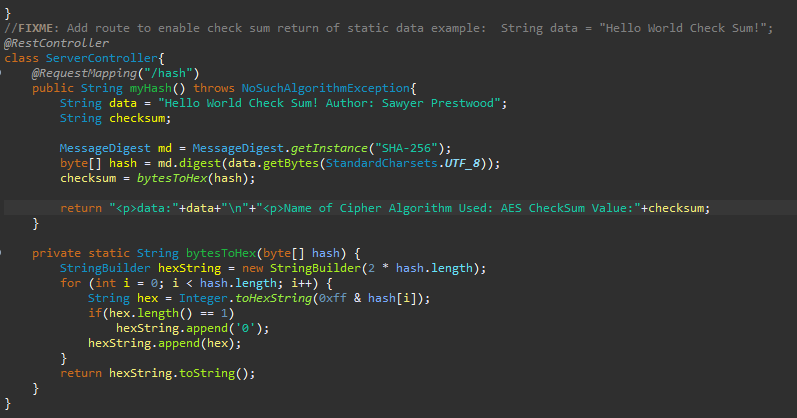 }
//FIXME: Add route to enable check sum return of static data example:  String data = "Hello World Check Sum!";
@RestController
class ServerController{
    @RequestMapping("/hash")
    public String myHash() throws NoSuchAlgorithmException{
        String data = "Hello World Check Sum! Author: Sawyer Prestwood";
        String checksum;

        MessageDigest md = MessageDigest.getInstance("SHA-256");
        byte[] hash = md.digest(data.getBytes(StandardCharsets.UTF_8));
        checksum = bytesToHex(hash);

        return "<p>data:"+data+"\n"+"<p>Name of Cipher Algorithm Used: AES CheckSum Value:"+checksum;
    }

    private static String bytesToHex(byte[] hash) {
        StringBuilder hexString = new StringBuilder(2 * hash.length);
        for (int i = 0; i < hash.length; i++) {
            String hex = Integer.toHexString(0xff & hash[i]);
            if(hex.length() == 1)
                hexString.append('0');
            hexString.append(hex);
        }
        return hexString.toString();
    }
}